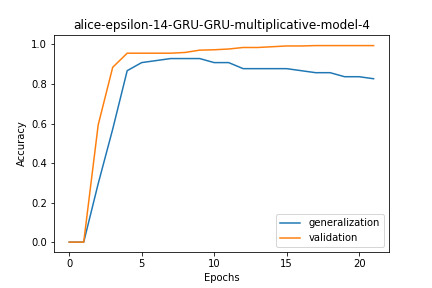 alice-epsilon-14-GRU-GRU-multiplicative-model-4
1.0
0.8
0.6
0.4
0.2
0.0
Accuracy
0 5 10 15 20
Epochs
generalization
validation